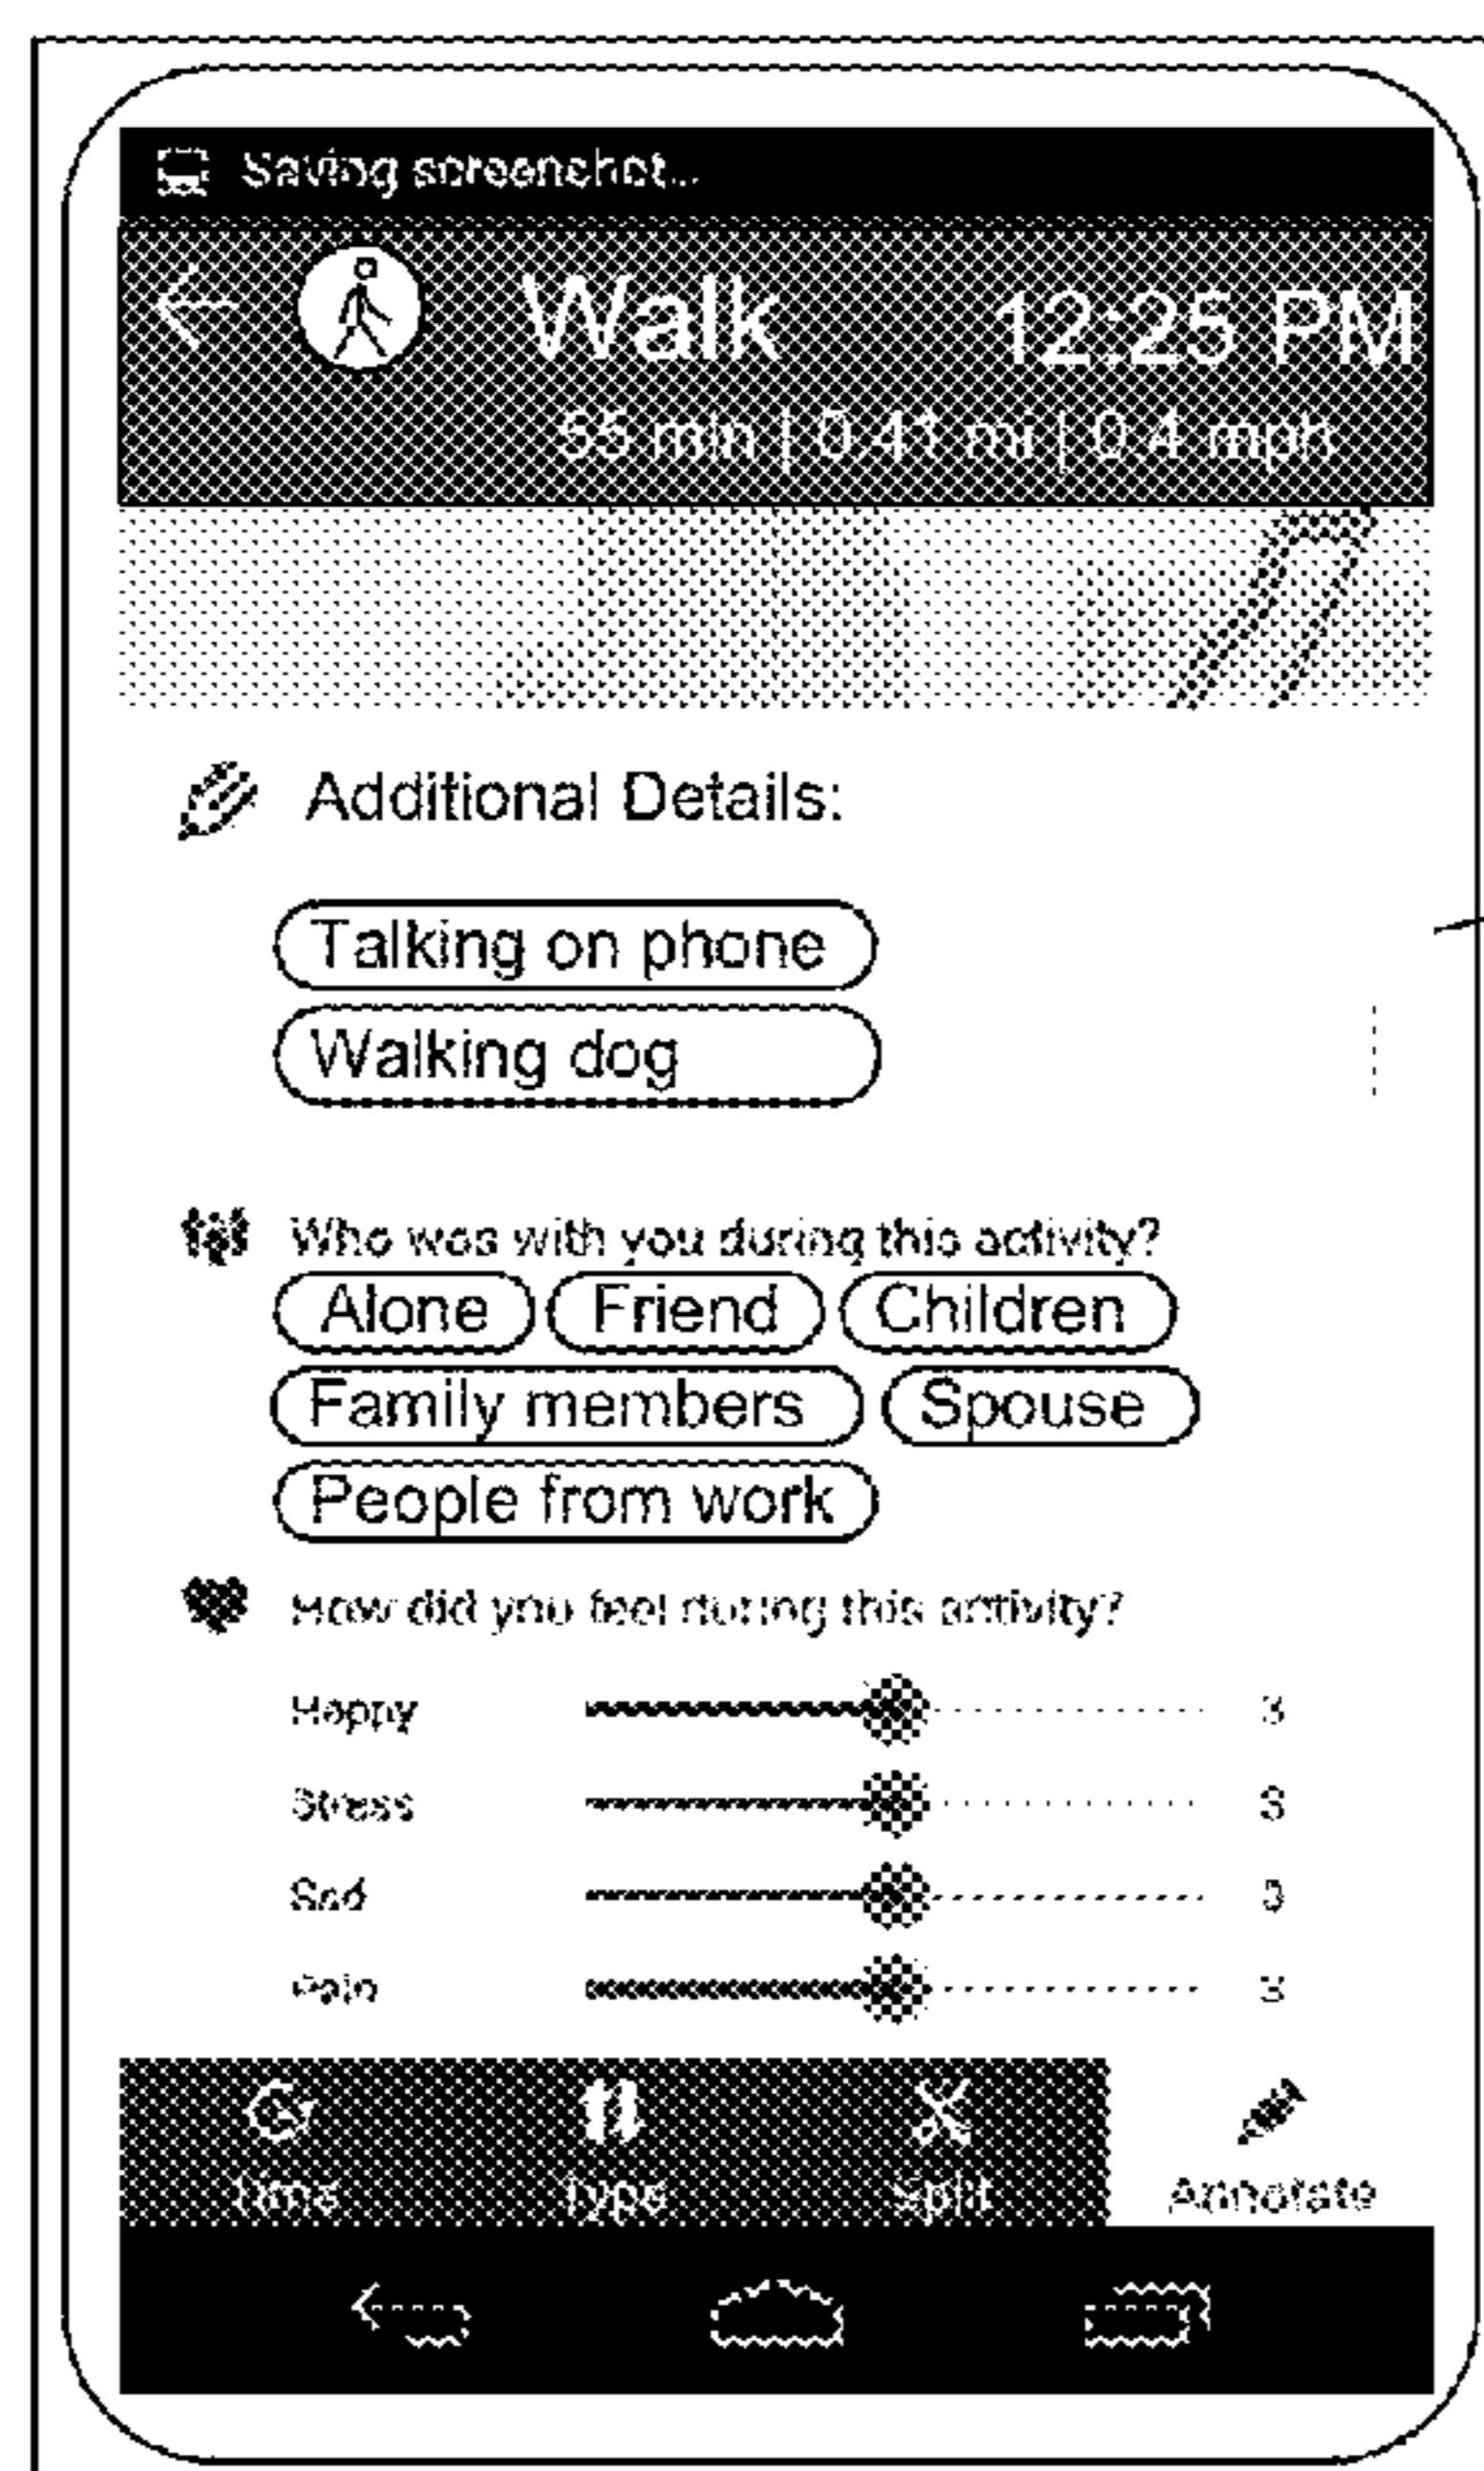 Saving screenshot...
Walk 12:25 PM
55 min | 0.41 mi | 0.4 mph
Additional Details:
Talking on phone
Walking dog
Who was with you during this activity?
Alone Friend Children
Family members Spouse
People from work
How did you feel during this activity?
Happy 3
Stress 3
Sad 3
Pain 3
Time Type Split Annotate